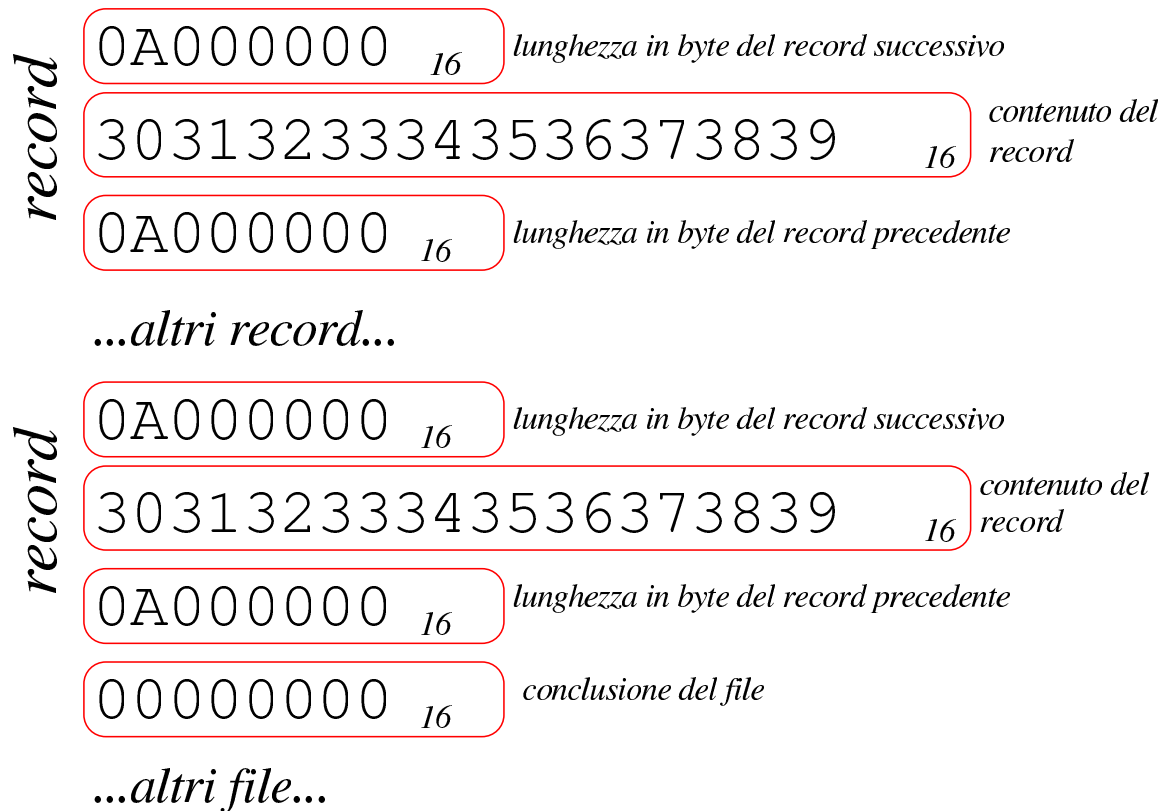 record
0A000000 16 lunghezza in byte del record successivo
30313233343536373839 16 contenuto del
record
0A000000 16 lunghezza in byte del record precedente
...altri record...
record
0A000000 16 lunghezza in byte del record successivo
30313233343536373839 16 contenuto del
record
0A000000 16 lunghezza in byte del record precedente
00000000 16 conclusione del file
...altri file...